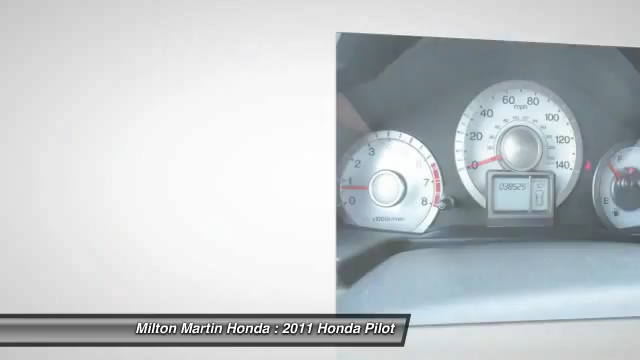 60 80
mph
40 100
20 120
0 140
3
2
1 7
0 8
x1000r/min
038525
F
E
Milton Martin Honda : 2011 Honda Pilot